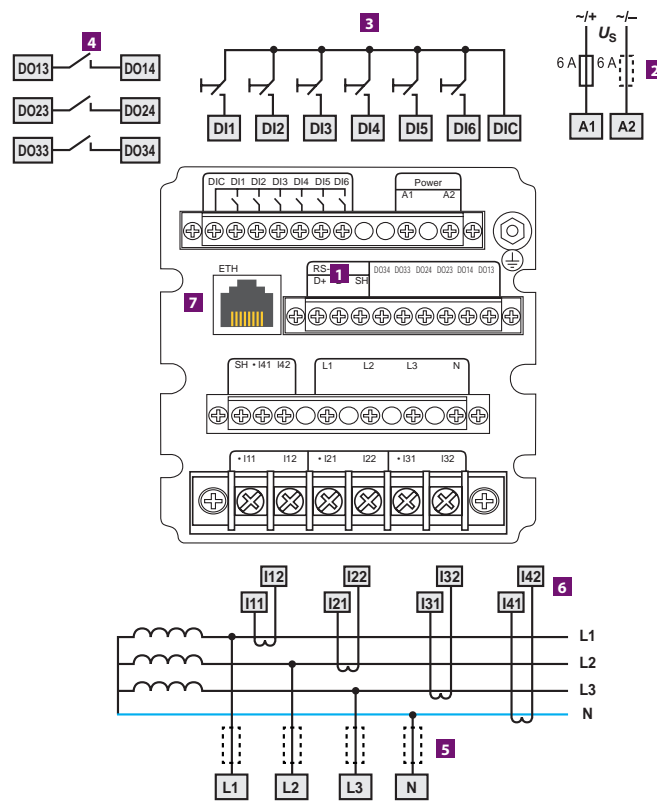 3
~/+ ~/–
U_S
4
6 A 6 A 2
DO13 DO14
DO23 DO24
DO33 DO34
DI1 DI2 DI3 DI4 DI5 DI6 DIC
A1 A2
DIC DI1 DI2 DI3 DI4 DI5 DI6
Power
A1 A2
7
ETH
RS- 1
D+ SH
DO34 DO33 DO24 DO23 DO14 DO13
SH • I41 I42
L1 L2 L3 N
• I11 I12 • I21 I22 • I31 I32
I12 I22 I32 I42 6
I11 I21 I31 I41
L1
L2
L3
N
5
L1 L2 L3 N